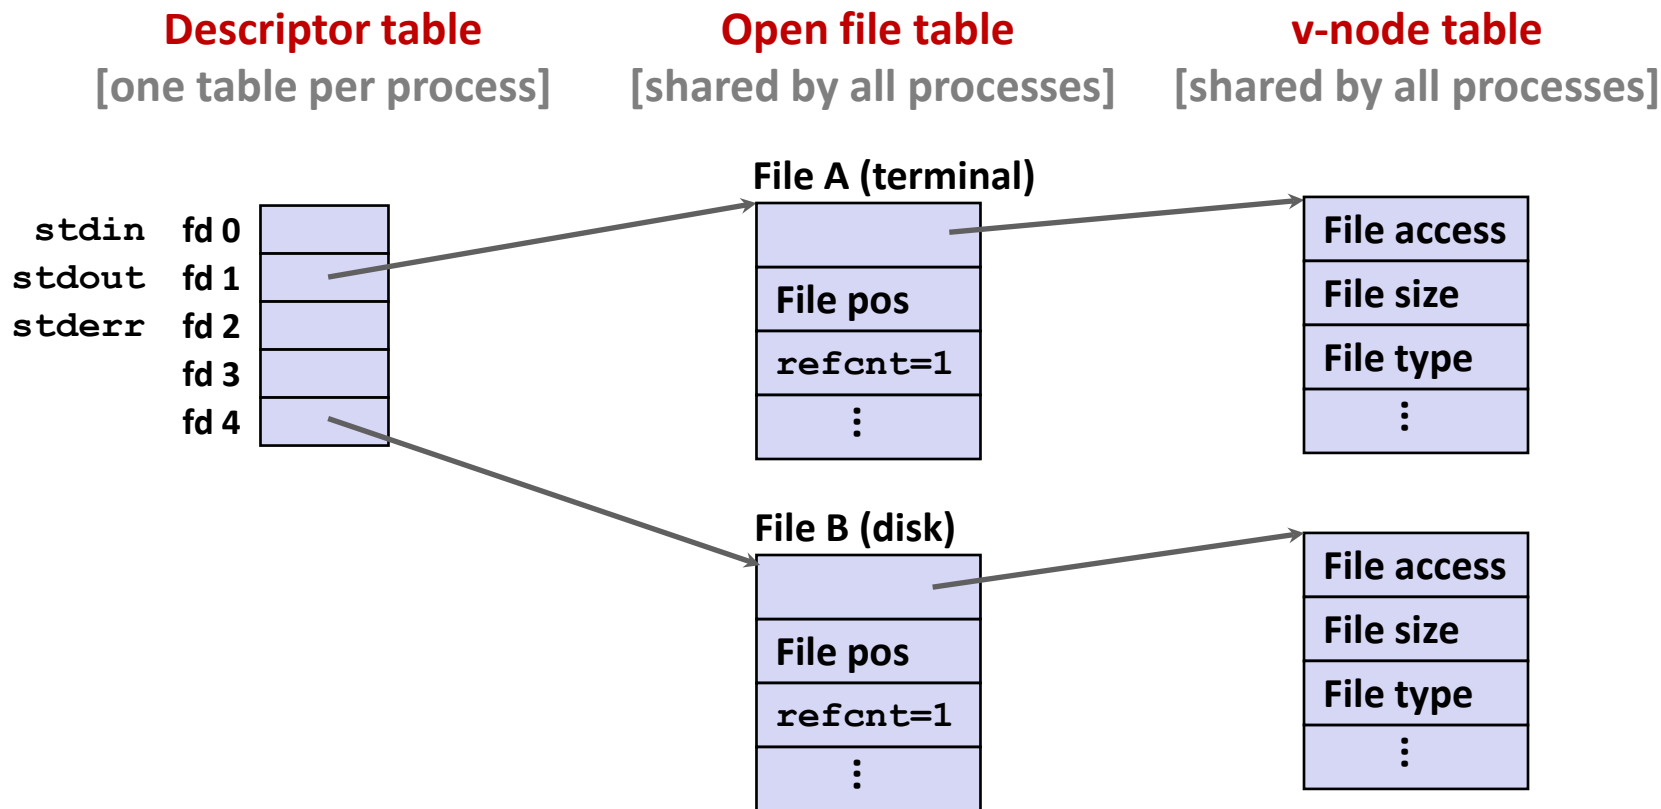 Descriptor table
[one table per process]
Open file table
[shared by all processes]
v-node table
[shared by all processes]
stdin fd 0
stdout fd 1
stderr fd 2
fd 3
fd 4
File A (terminal)
File pos
refcnt=1
⋮
File access
File size
File type
⋮
File B (disk)
File pos
refcnt=1
⋮
File access
File size
File type
⋮